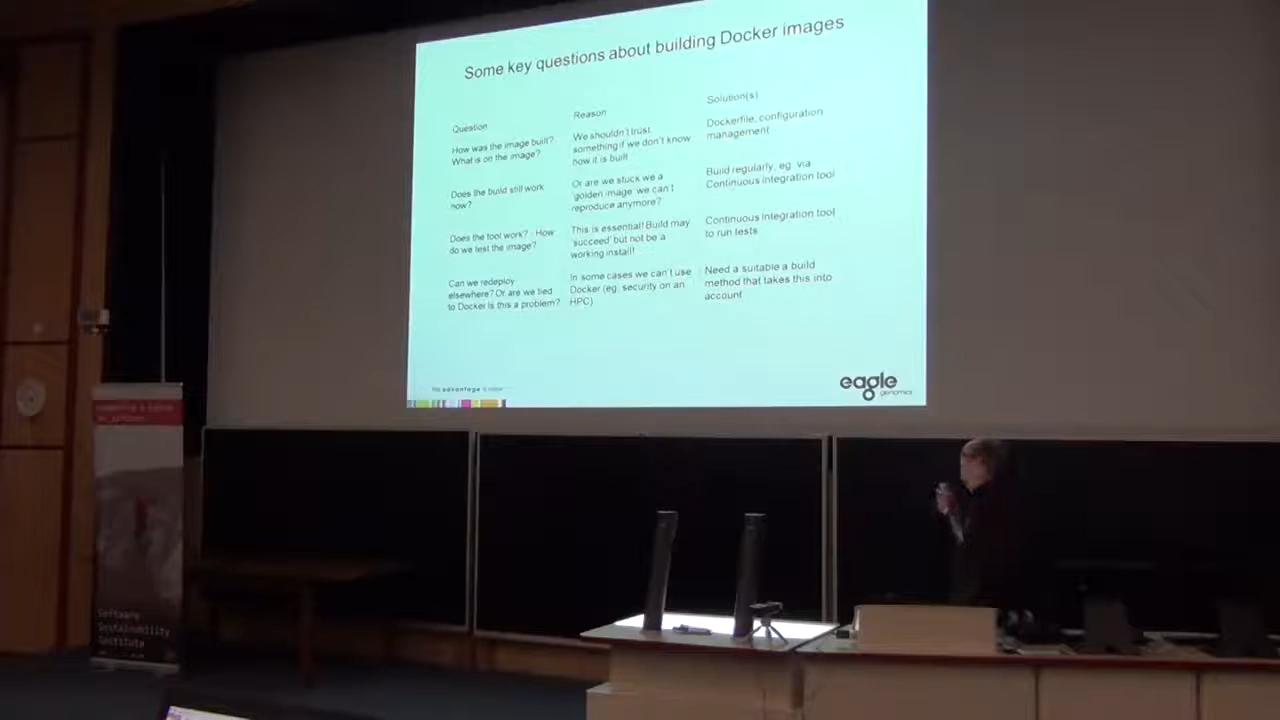 Some key questions about building Docker images
Question
Reason
Solution(s)
How was the image built?
What is on the image?
We shouldn't trust
something if we don't know
how it is built
Dockerfile, configuration
management
Does the build still work
now?
Or are we stuck we a
'golden image' we can't
reproduce anymore?
Build regularly, eg. via
Continuous integration tool
Does the tool work? - How
do we test the image?
This is essential! Build may
'succeed' but not be a
working install!
Continuous Integration tool
to run tests
Can we redeploy
elsewhere? Or are we tied
to Docker is this a problem?
In some cases we can't use
Docker (eg. security on an
HPC)
Need a suitable a build
method that takes this into
account
advantage
eagle
genomics
Software
Sustainability
Institute